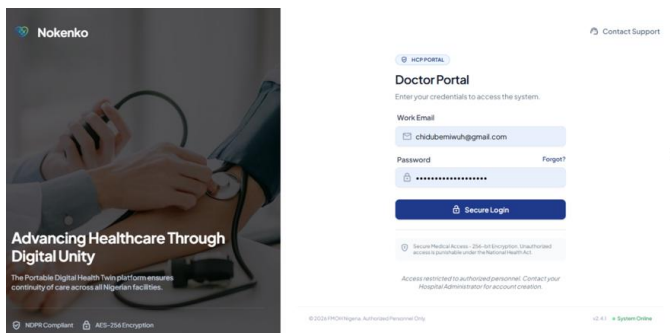 Nokenko
Advancing Healthcare Through
Digital Unity
The Portable Digital Health Twin platform ensures
continuity of care across all Nigerian facilities.
NDPR Compliant
AES-256 Encryption
Contact Support
HCP PORTAL
Doctor Portal
Enter your credentials to access the system.
Work Email
chidubemiwuh@gmail.com
Password
Forgot?
Secure Login
Secure Medical Access - 256-bit Encryption. Unauthorized
access is punishable under the National Health Act.
Access restricted to authorized personnel. Contact your
Hospital Administrator for account creation.
© 2026 FMOH Nigeria. Authorized Personnel Only.
v2.4.1
System Online